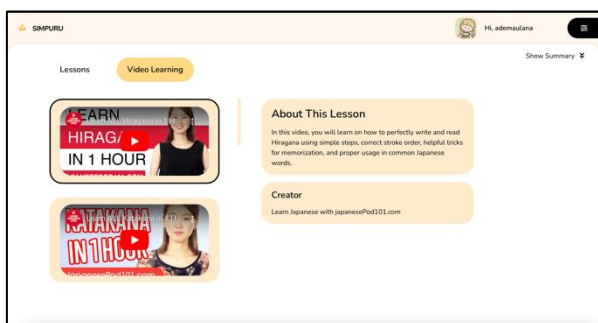 SIMPURU
Hi, ademaulana
Show Summary
Lessons
Video Learning
LEARN
HIRAGANA
IN 1 HOUR
KATAKANA
IN 1 HOUR
JapanesePod101.com
About This Lesson
In this video, you will learn on how to perfectly write and read
Hiragana using simple steps, correct stroke order, helpful tricks
for memorization, and proper usage in common Japanese
words.
Creator
Learn Japanese with japanesePod101.com